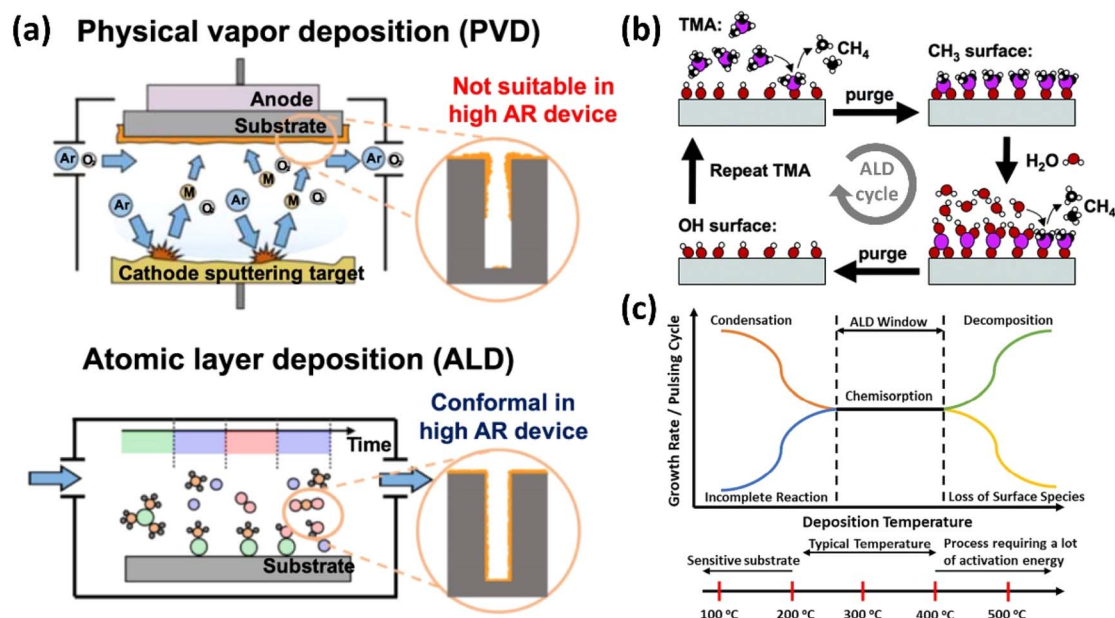 (a)
Physical vapor deposition (PVD)
Anode
Substrate
Ar
O₂
Ar
O₂
O₂
M
O₂
M
Ar
O₂
M
Ar
M
O₂
Cathode sputtering target
Not suitable in
high AR device
Atomic layer deposition (ALD)
Time
Substrate
Conformal in
high AR device
(b)
TMA:
CH₄
purge
CH₃ surface:
Repeat TMA
ALD
cycle
H₂O
CH₄
OH surface:
purge
(c)
Growth Rate / Pulsing Cycle
Condensation
ALD Window
Decomposition
Chemisorption
Incomplete Reaction
Loss of Surface Species
Deposition Temperature
Sensitive substrate
Typical Temperature
Process requiring a lot
of activation energy
100 °C
200 °C
300 °C
400 °C
500 °C